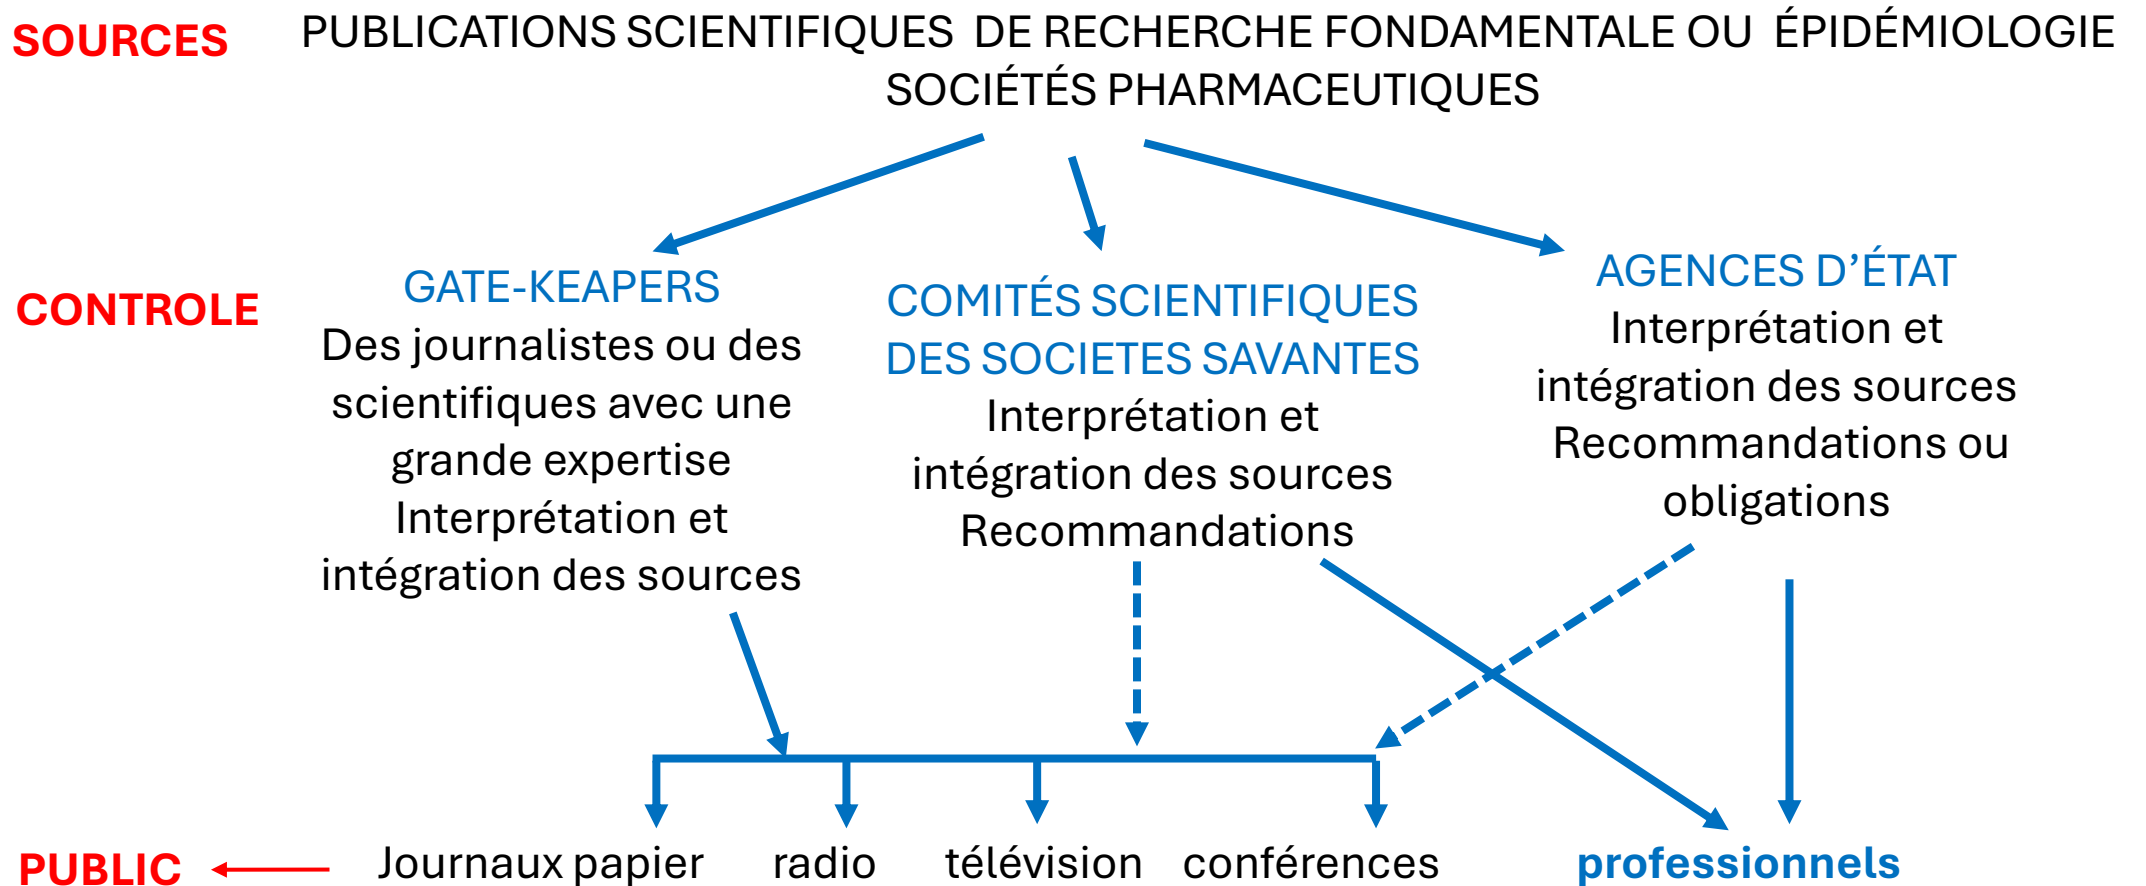 SOURCES
PUBLICATIONS SCIENTIFIQUES DE RECHERCHE FONDAMENTALE OU ÉPIDÉMIOLOGIE
SOCIÉTÉS PHARMACEUTIQUES
CONTROLE
GATE-KEAPERS
Des journalistes ou des
scientifiques avec une
grande expertise
Interprétation et
intégration des sources
COMITÉS SCIENTIFIQUES
DES SOCIETES SAVANTES
Interprétation et
intégration des sources
Recommandations
AGENCES D’ÉTAT
Interprétation et
intégration des sources
Recommandations ou
obligations
PUBLIC
Journaux papier
radio
télévision
conférences
professionnels